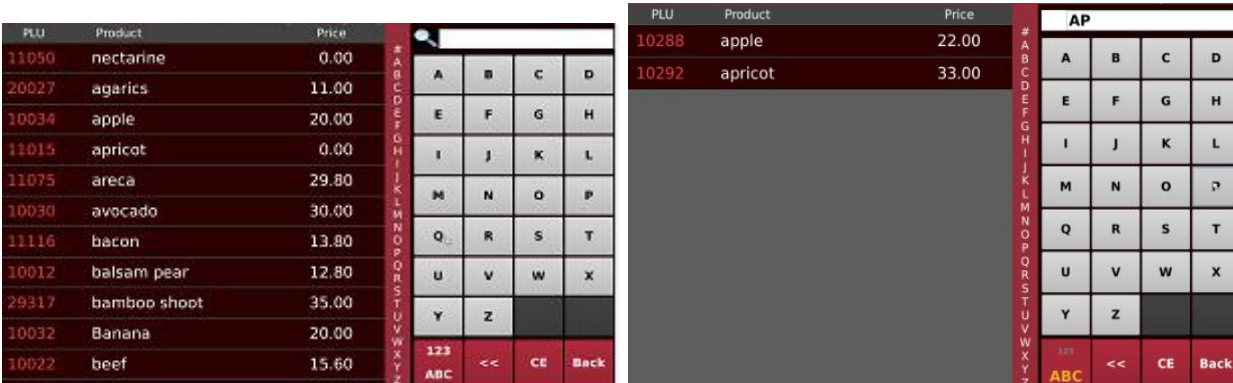 PLU Product Price
11050 nectarine 0.00
20027 agarics 11.00
10034 apple 20.00
11015 apricot 0.00
11075 areca 29.80
10030 avocado 30.00
11116 bacon 13.80
10012 balsam pear 12.80
29317 bamboo shoot 35.00
10032 Banana 20.00
10022 beef 15.60
#
A
B
C
D
E
F
G
H
I
J
K
L
M
N
O
P
Q
R
S
T
U
V
W
X
Y
Z
A B C D
E F G H
I J K L
M N O P
Q R S T
U V W X
Y Z
123 ABC << CE Back
PLU Product Price
10288 apple 22.00
10292 apricot 33.00
#
A
B
C
D
E
F
G
H
I
J
K
L
M
N
O
P
Q
R
S
T
U
V
W
X
Y
Z
AP
A B C D
E F G H
I J K L
M N O P
Q R S T
U V W X
Y Z
123 ABC << CE Back